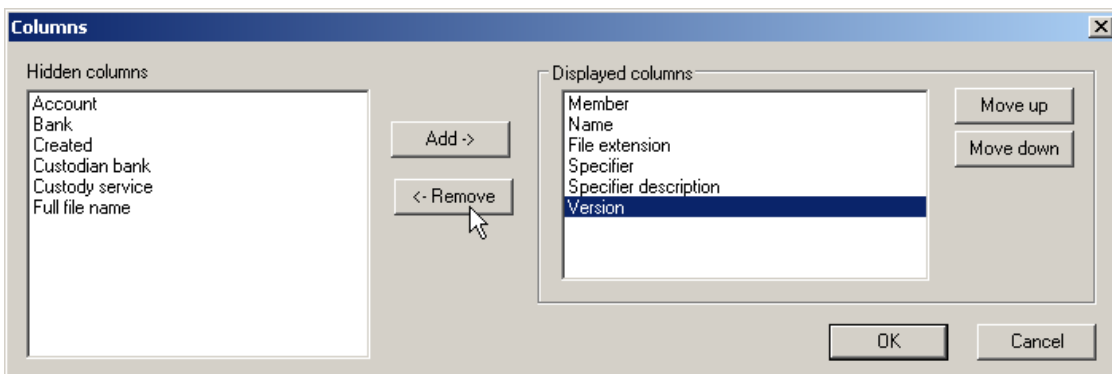 Columns
Hidden columns
Account
Bank
Created
Custodian bank
Custody service
Full file name
Add ->
<- Remove
Displayed columns
Member
Name
File extension
Specifier
Specifier description
Version
Move up
Move down
OK
Cancel